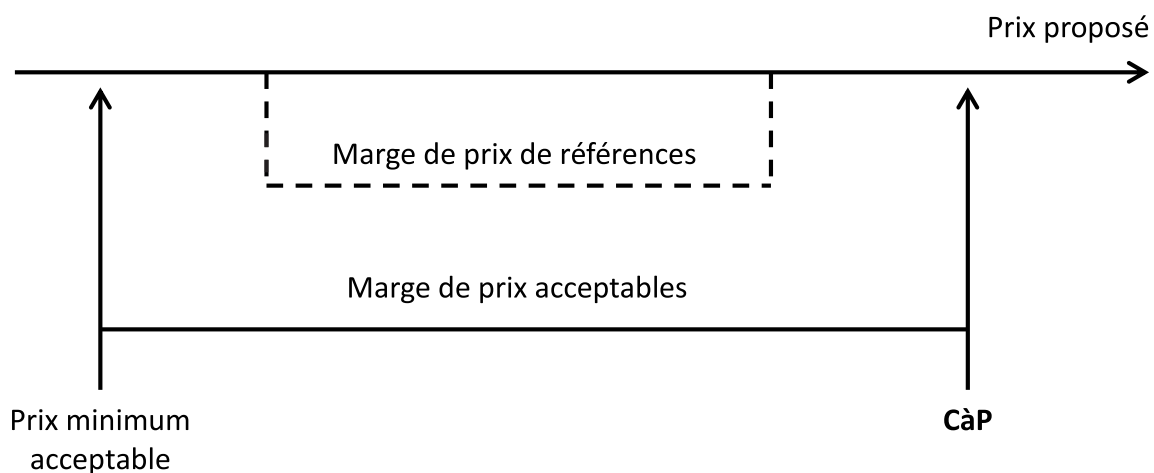 Prix proposé
Marge de prix de références
Marge de prix acceptables
Prix minimum
acceptable
CàP